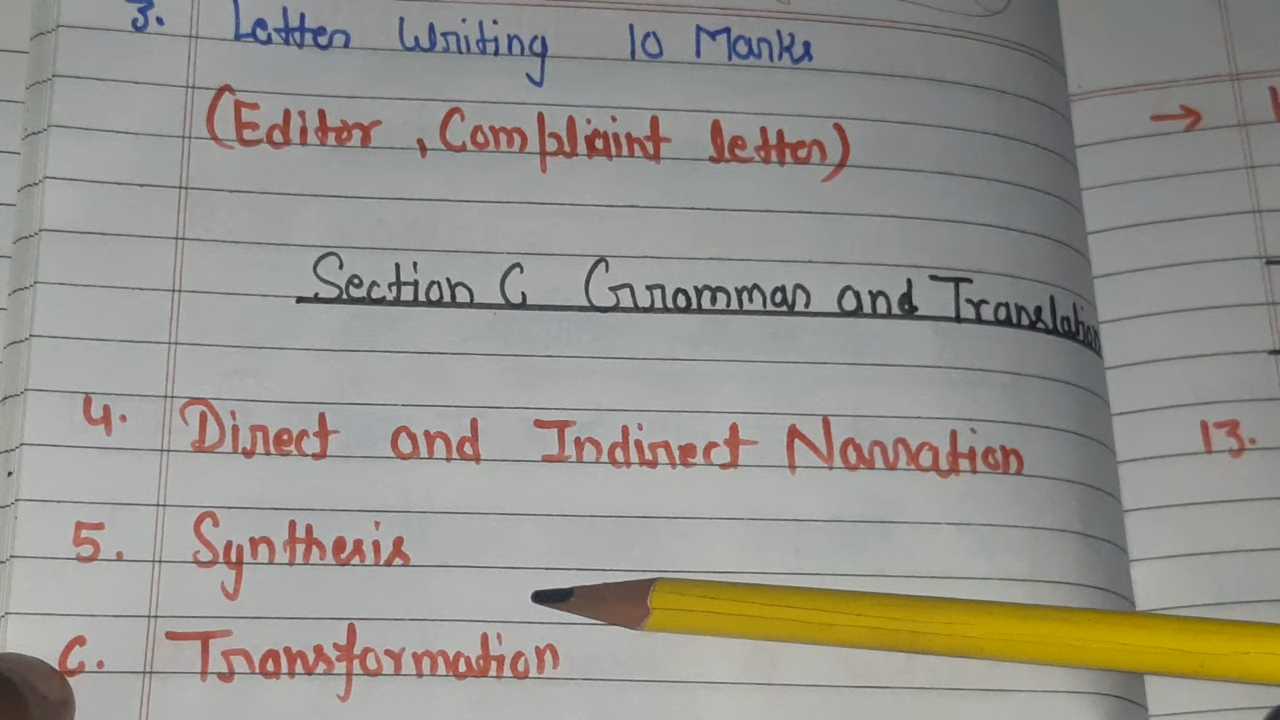 3. Letter Writing 10 Marks
(Editor, Complaint letter)
Section C Grammar and Translation
4. Direct and Indirect Narration
5. Synthesis
6. Transformation
→
13.